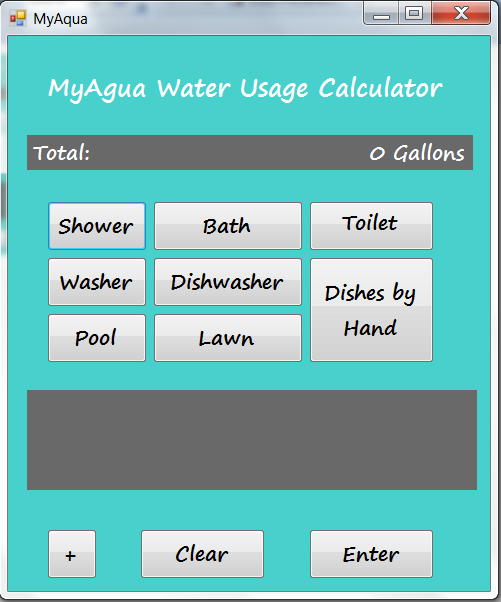 MyAqua
MyAgua Water Usage Calculator
Total: 0 Gallons
Shower Bath Toilet
Washer Dishwasher Dishes by
Hand
Pool Lawn
+ Clear Enter